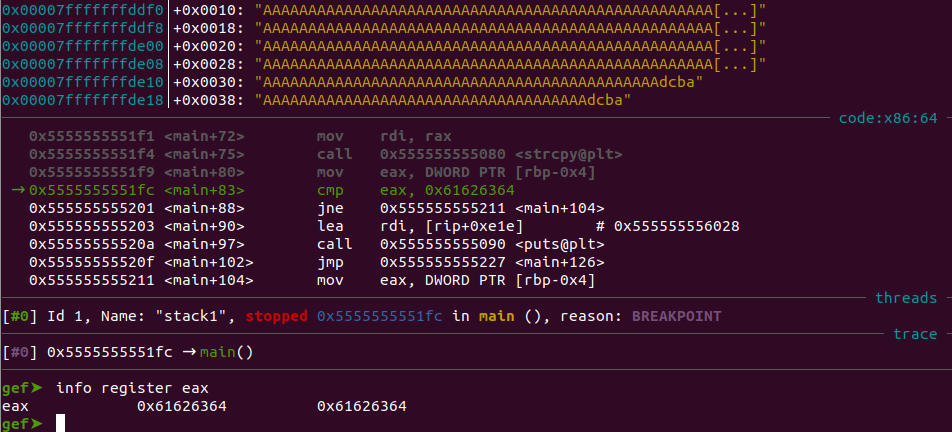 0x00007fffffffddf0│+0x0010: "AAAAAAAAAAAAAAAAAAAAAAAAAAAAAAAAAAAAAAAAAAAAAAAAAA[...]"
0x00007fffffffddf8│+0x0018: "AAAAAAAAAAAAAAAAAAAAAAAAAAAAAAAAAAAAAAAAAAAAAAAAAA[...]"
0x00007fffffffde00│+0x0020: "AAAAAAAAAAAAAAAAAAAAAAAAAAAAAAAAAAAAAAAAAAAAAAAAAA[...]"
0x00007fffffffde08│+0x0028: "AAAAAAAAAAAAAAAAAAAAAAAAAAAAAAAAAAAAAAAAAAAAAAAAAA[...]"
0x00007fffffffde10│+0x0030: "AAAAAAAAAAAAAAAAAAAAAAAAAAAAAAAAAAAAAAAAAAAAdcba"
0x00007fffffffde18│+0x0038: "AAAAAAAAAAAAAAAAAAAAAAAAAAAAAAAAAAAAdcba"
code:x86:64
0x5555555551f1 <main+72> mov rdi, rax
0x5555555551f4 <main+75> call 0x555555555080 <strcpy@plt>
0x5555555551f9 <main+80> mov eax, DWORD PTR [rbp-0x4]
→ 0x5555555551fc <main+83> cmp eax, 0x61626364
0x555555555201 <main+88> jne 0x555555555211 <main+104>
0x555555555203 <main+90> lea rdi, [rip+0xe1e] # 0x555555556028
0x55555555520a <main+97> call 0x555555555090 <puts@plt>
0x55555555520f <main+102> jmp 0x555555555227 <main+126>
0x555555555211 <main+104> mov eax, DWORD PTR [rbp-0x4]
threads
[#0] Id 1, Name: "stack1", stopped 0x5555555551fc in main (), reason: BREAKPOINT
trace
[#0] 0x5555555551fc → main()
gef➤ info register eax
eax 0x61626364 0x61626364
gef➤